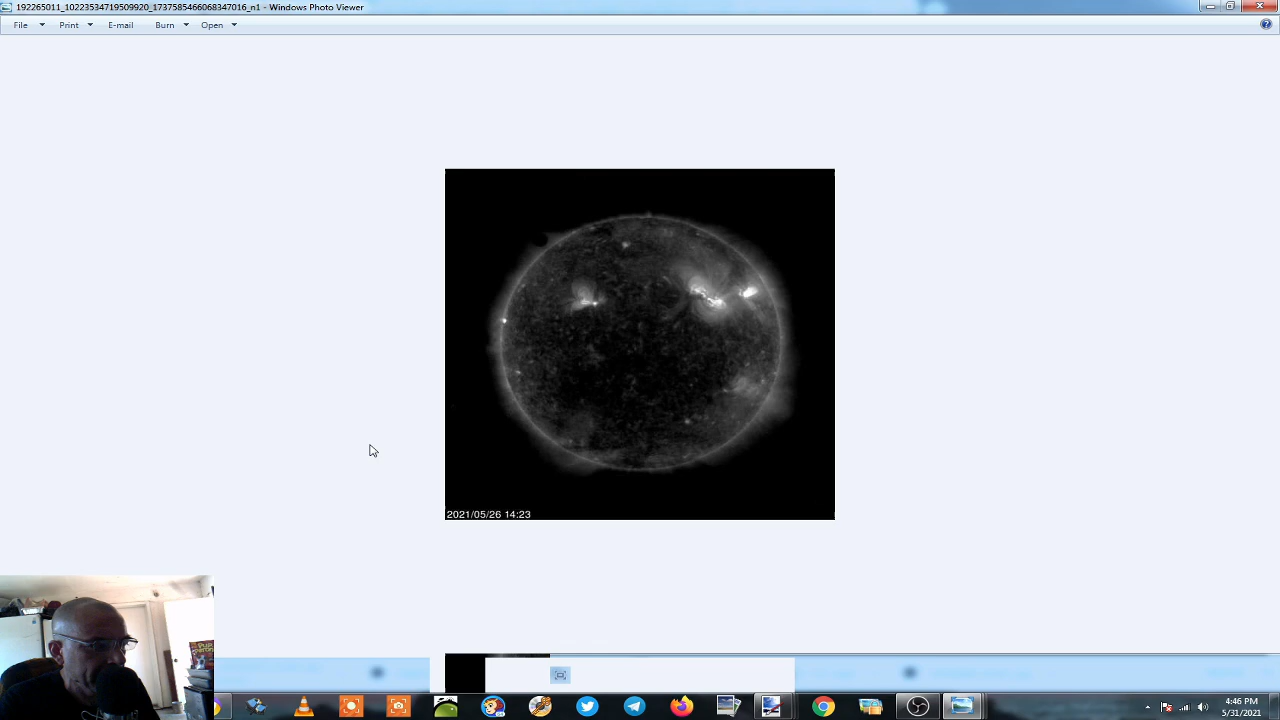 192265011_10223534719509920_1737585466068347016_n1 - Windows Photo Viewer
File Print E-mail Burn Open
2021/05/26 14:23
4:46 PM
5/31/2021